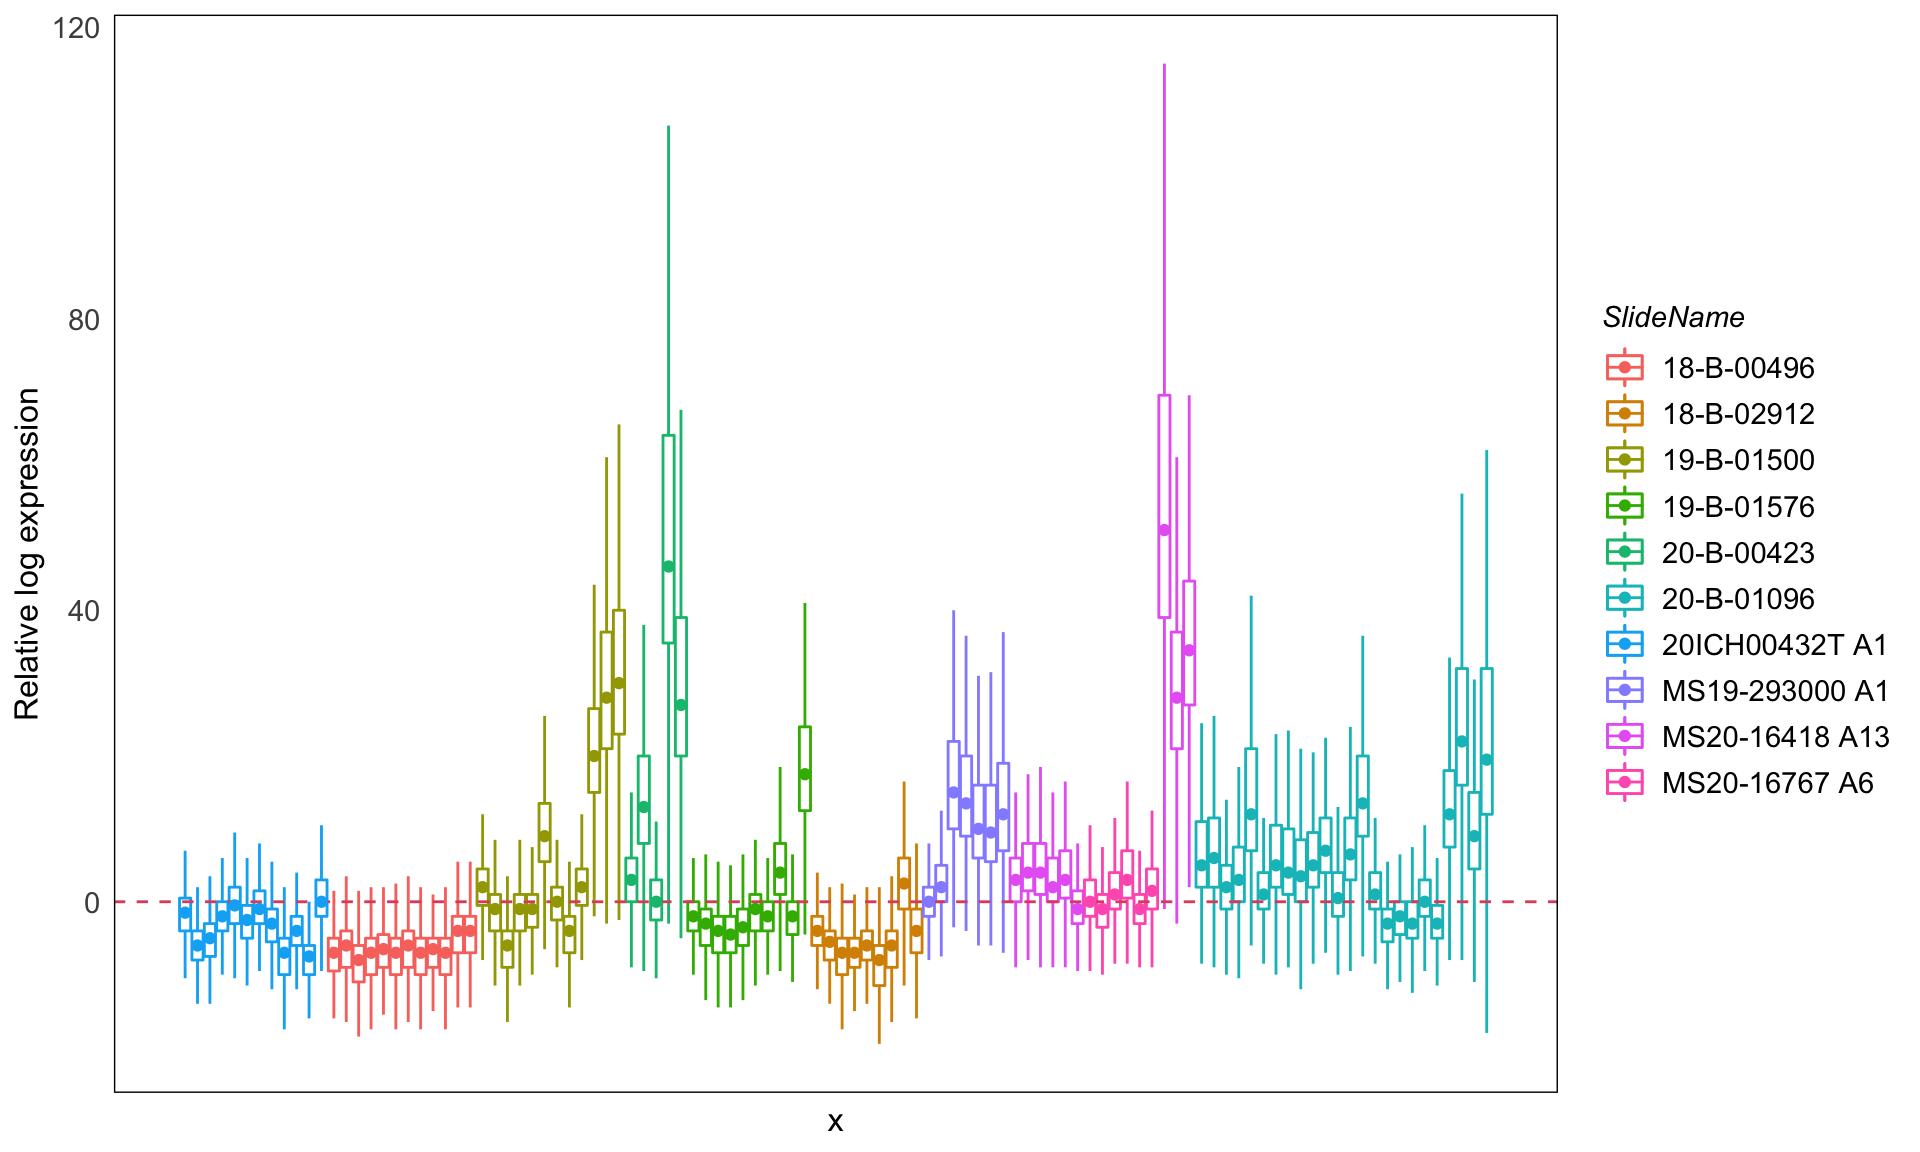 120
80
40
0
Relative log expression
x
SlideName
18-B-00496
18-B-02912
19-B-01500
19-B-01576
20-B-00423
20-B-01096
20ICH00432T A1
MS19-293000 A1
MS20-16418 A13
MS20-16767 A6